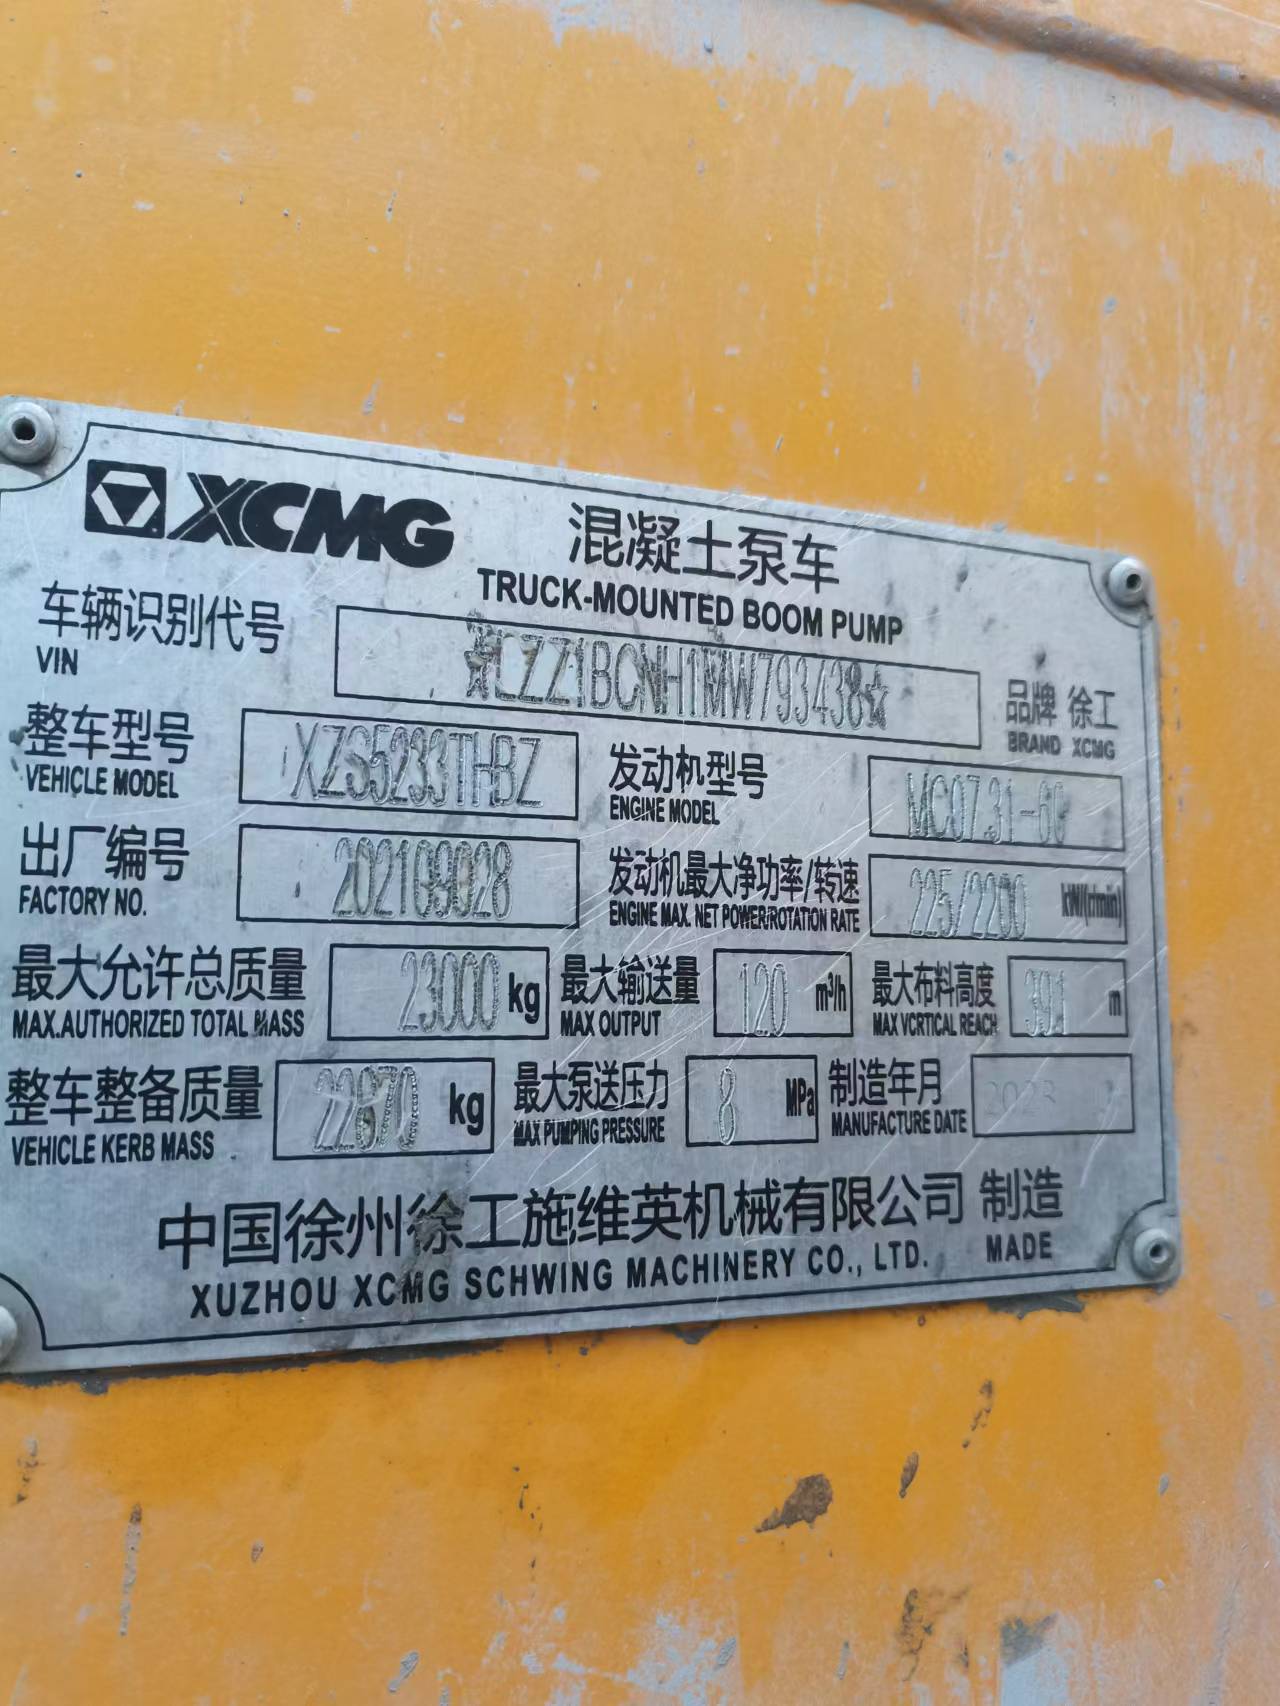 XCMG
混凝土泵车
TRUCK-MOUNTED BOOM PUMP
车辆识别代号
VIN
☆LZZ1BCNH1MW793438☆
品牌 徐工
BRAND XCMG
整车型号
VEHICLE MODEL
XZS5233THBZ
发动机型号
ENGINE MODEL
MC07.31-60
出厂编号
FACTORY NO.
202109028
发动机最大净功率/转速
ENGINE MAX. NET POWER/ROTATION RATE
225/2200 kW/(r/min)
最大允许总质量
MAX.AUTHORIZED TOTAL MASS
23000 kg
最大输送量
MAX OUTPUT
120 m³/h
最大布料高度
MAX VCRTICAL REACH
39.1 m
整车整备质量
VEHICLE KERB MASS
22870 kg
最大泵送压力
MAX PUMPING PRESSURE
8 MPa
制造年月
MANUFACTURE DATE
中国徐州徐工施维英机械有限公司 制造
XUZHOU XCMG SCHWING MACHINERY CO., LTD. MADE